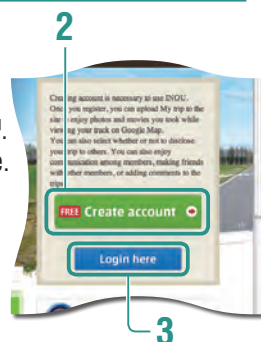 2
.
e.
Creating account is necessary to use INOU.
Once you register, you can upload My trip to the
site to enjoy photos and movies you took while
viewing your track on Google Map.
You can also select whether or not to disclose
your trip to others. You can also enjoy
communication among members, making friends
with other members, or adding comments to the
trips.
FREE Create account
Login here
3